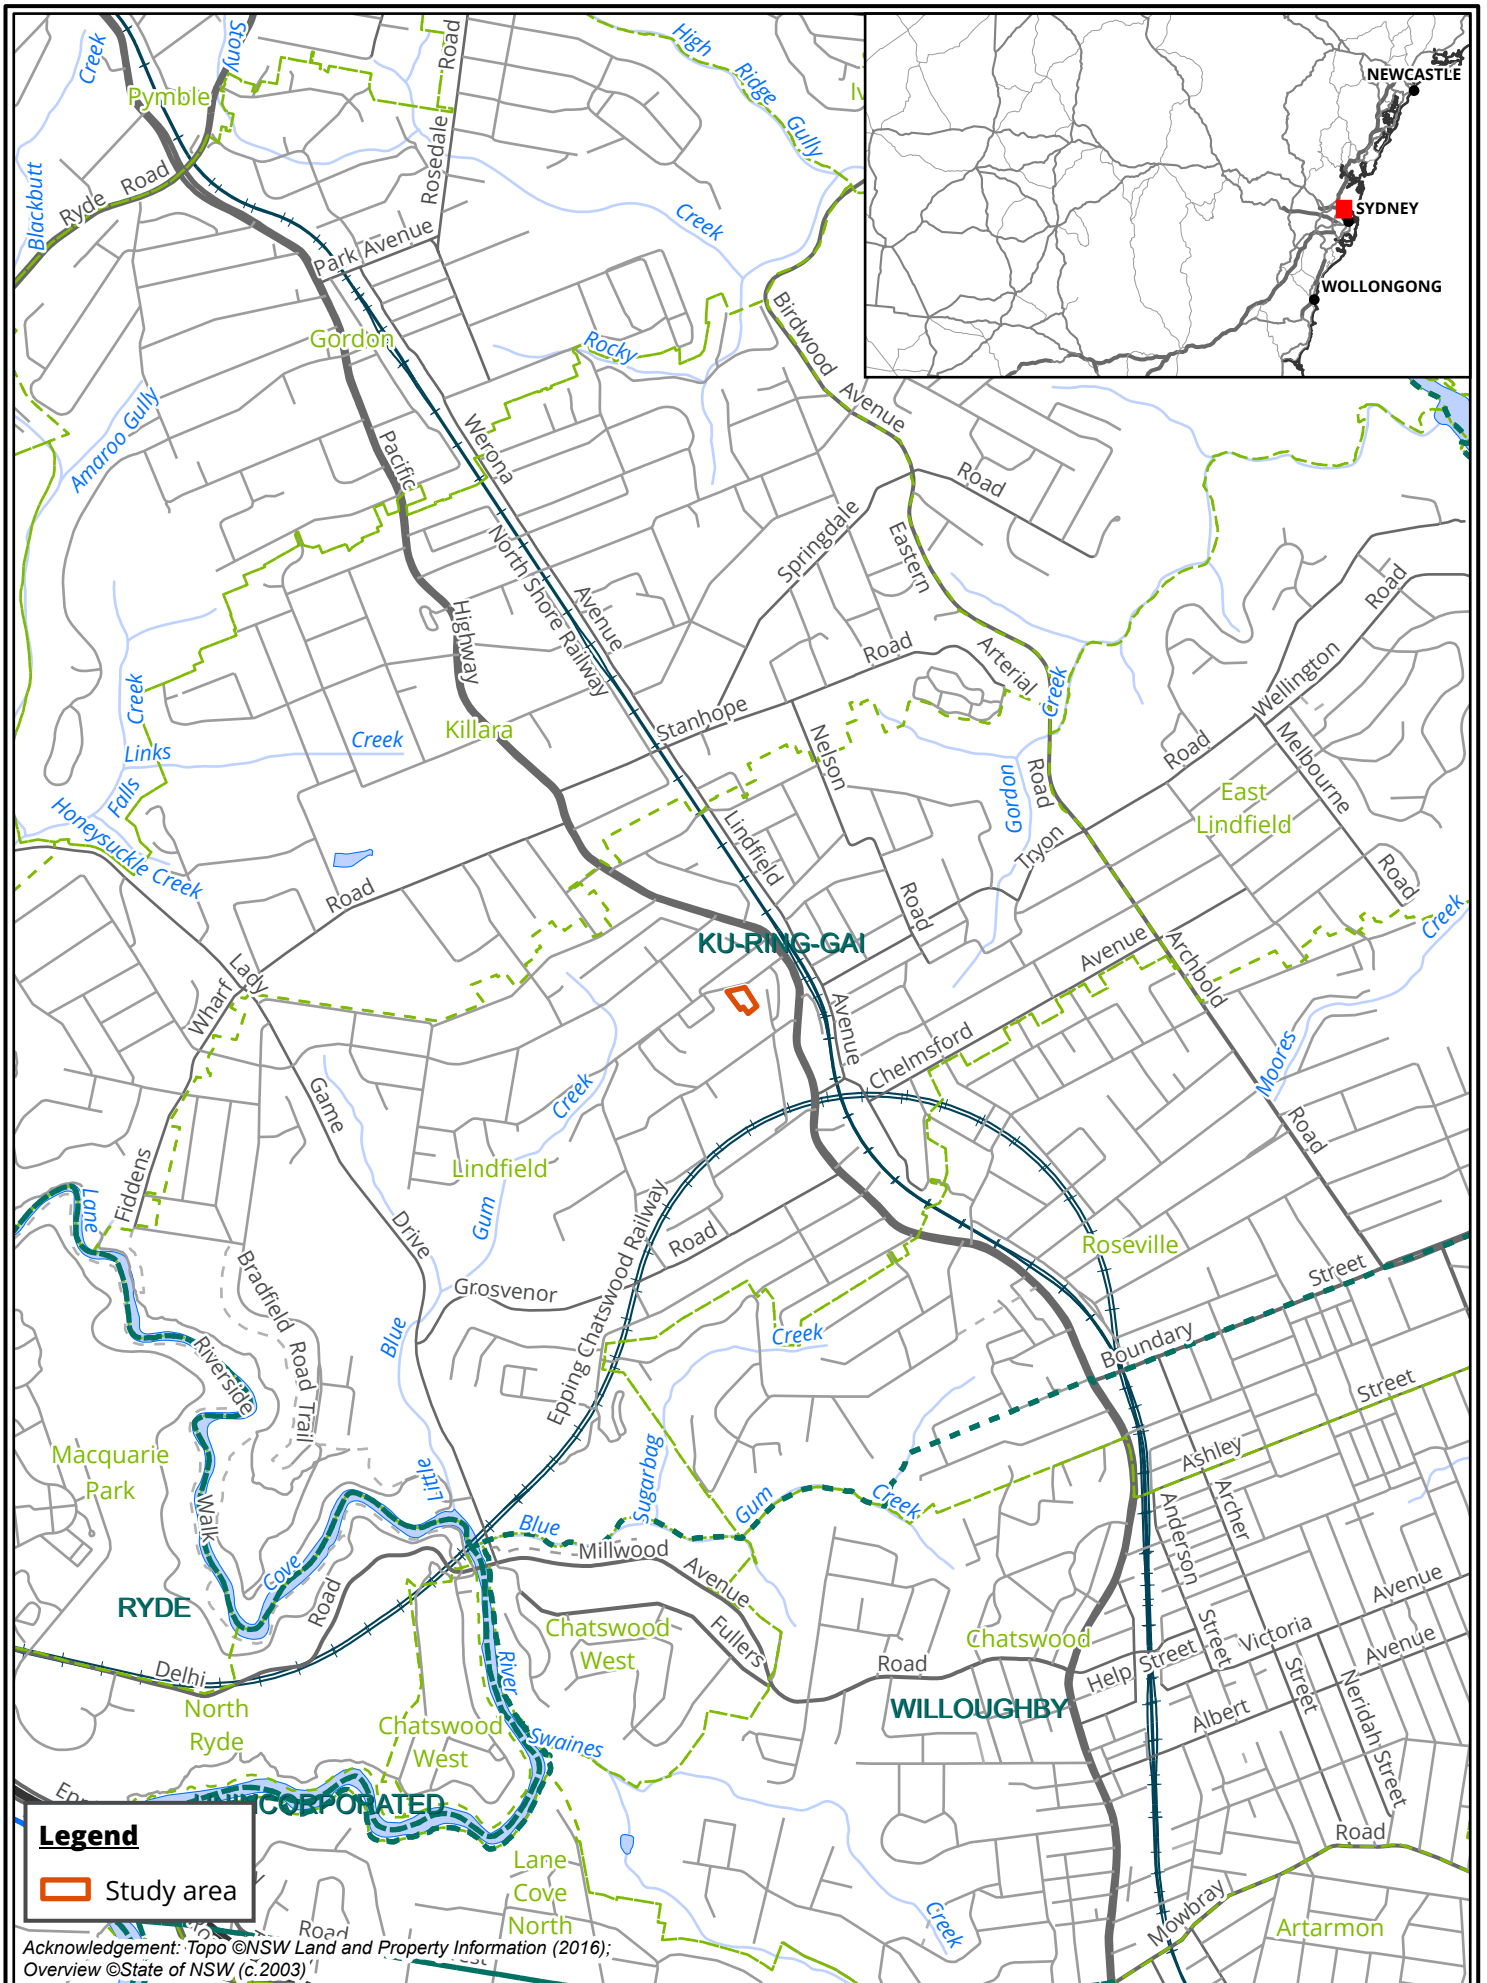 NEWCASTLE
SYDNEY
WOLLONGONG
Creek
Stony
Road
High
Ridge
Gully
Pymble
Blackbutt
Ryde Road
Rosedale
Park Avenue
Creek
Gordon
Rocky
Birdwood
Avenue
Amaroo Gully
Pacific
Werona
Road
Springdale
Eastern
North Shore Railway
Avenue
Highway
Road
Road
Arterial
Creek
Wellington
Creek
Links
Creek
Killara
Stanhope
Nelson
Road
Melbourne
Falls
Honeysuckle Creek
Gordon
Road
East
Lindfield
Lindfield
Tryon
Road
Road
Road
Creek
KU-RING-GAI
Avenue
Archbold
Lady
Wharf
Avenue
Chelmsford
Moores
Game
Creek
Road
Fiddens
Lindfield
Lane
Gum
Drive
Road
Roseville
Street
Bradfield
Road
Trail
Grosvenor
Epping Chatswood Railway
Blue
Creek
Boundary
Riverside
Street
Macquarie
Park
Ashley
Little
Sugarbag
Gum
Creek
Archer
Walk
Blue
Anderson
Cove
Millwood
Avenue
Road
RYDE
Avenue
Chatswood
West
Fullers
Chatswood
Street
Victoria
Avenue
Delhi
River
Road
Help Street
Street
Neridah Street
North
Ryde
WILLOUGHBY
Albert
Chatswood
West
Swaines
UNINCORPORATED
Road
Legend
Study area
Lane
Cove
North
Creek
Mowbray
Artarmon
Road
Acknowledgement: Topo ©NSW Land and Property Information (2016);
Overview ©State of NSW (c.2003)